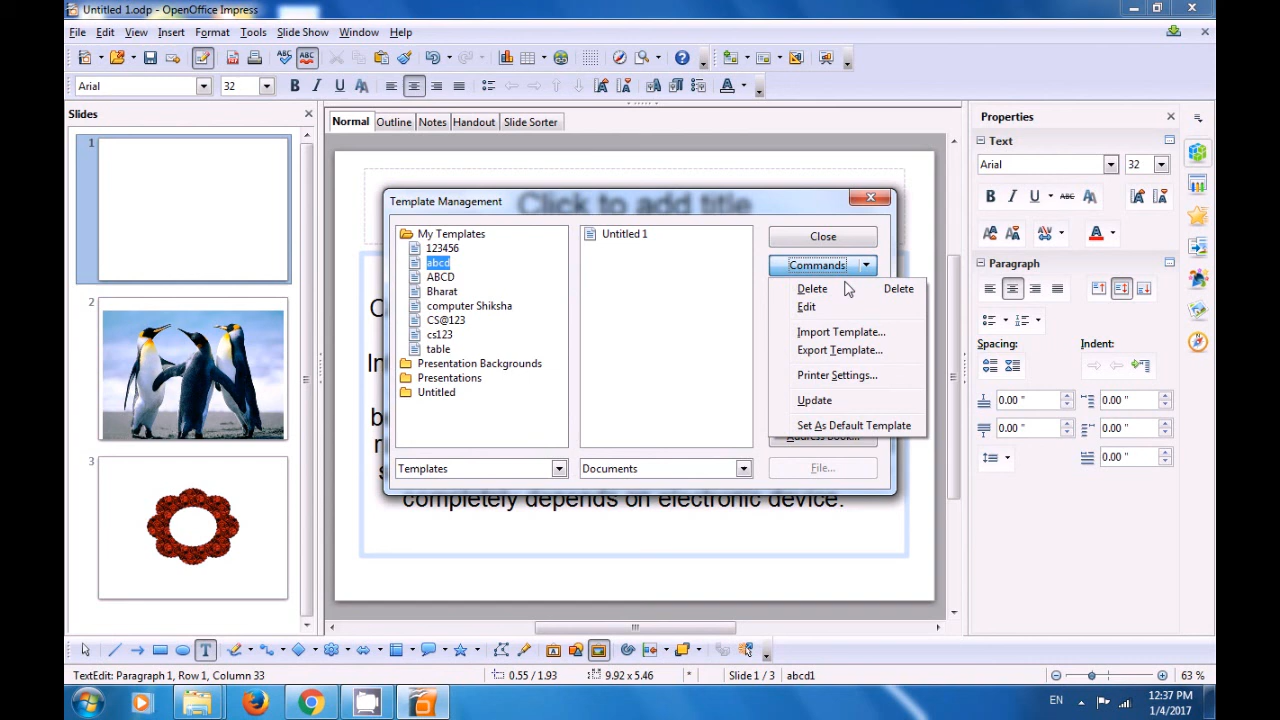 Untitled 1.odp - OpenOffice Impress
File Edit View Insert Format Tools Slide Show Window Help
Arial 32
Slides
Normal Outline Notes Handout Slide Sorter
Properties
1
2
3
Click to add title
completely depends on electronic device.
Template Management
My Templates
123456
abcd
ABCD
Bharat
computer Shiksha
CS@123
cs123
table
Presentation Backgrounds
Presentations
Untitled
Templates
Untitled 1
Documents
Close
Commands
Delete Delete
Edit
Import Template...
Export Template...
Printer Settings...
Update
Set As Default Template
Address Book...
File...
Text
Arial 32
Paragraph
Spacing: Indent:
0.00 " 0.00 "
0.00 " 0.00 "
0.00 "
TextEdit: Paragraph 1, Row 1, Column 33 0.55 / 1.93 9.92 x 5.46 * Slide 1 / 3 abcd1 63 %
EN
12:37 PM
1/4/2017